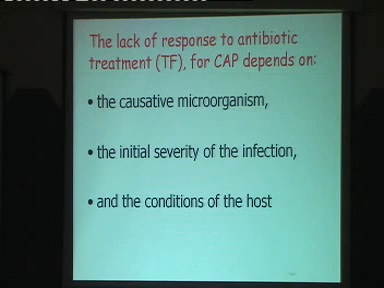 The lack of response to antibiotic
treatment (TF), for CAP depends on:
• the causative microorganism,
• the initial severity of the infection,
• and the conditions of the host